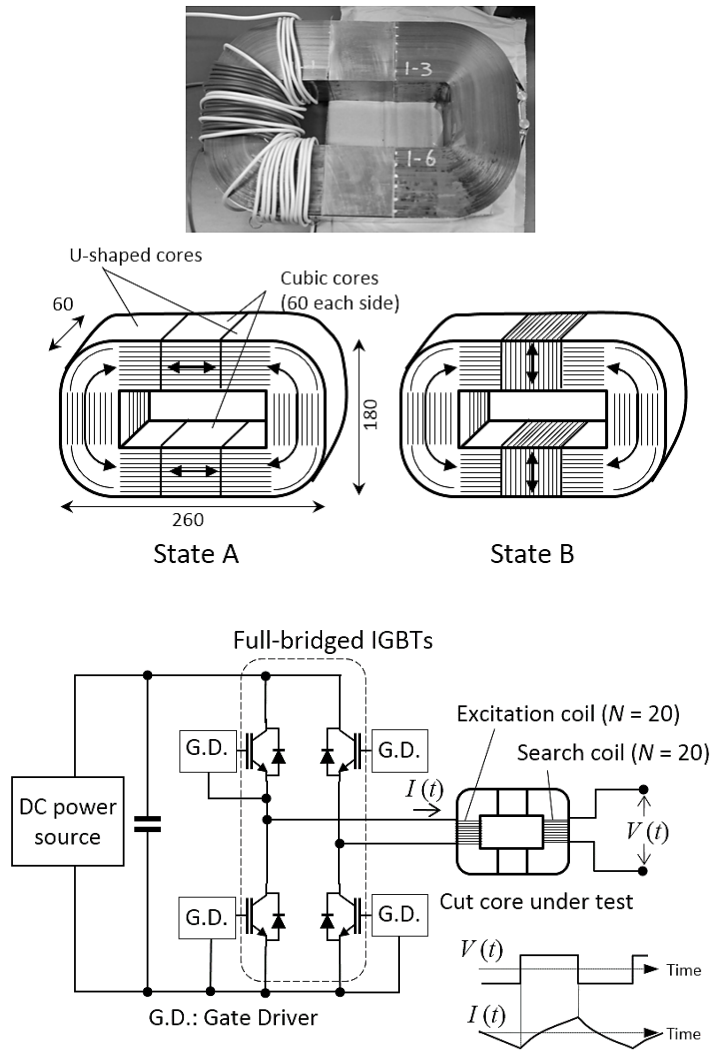 1-3
1-6
U-shaped cores
Cubic cores
(60 each side)
60
180
260
State A
State B
Full-bridged IGBTs
G.D.
G.D.
G.D.
G.D.
DC power
source
Excitation coil (N = 20)
Search coil (N = 20)
I (t)
V (t)
Cut core under test
V (t)
Time
I (t)
Time
G.D.: Gate Driver